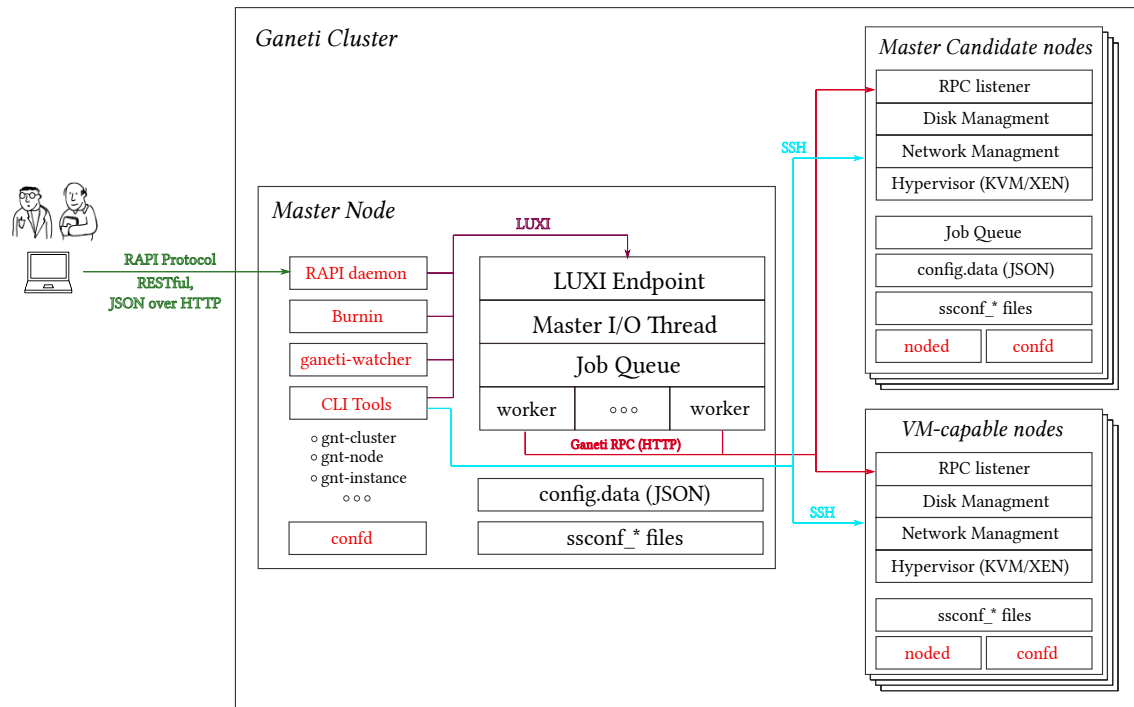 Ganeti Cluster
RAPI Protocol
RESTful,
JSON over HTTP
Master Node
LUXI
RAPI daemon
Burnin
ganeti-watcher
CLI Tools
∘ gnt-cluster
∘ gnt-node
∘ gnt-instance
∘∘∘
confd
LUXI Endpoint
Master I/O Thread
Job Queue
worker ∘∘∘ worker
Ganeti RPC (HTTP)
config.data (JSON)
ssconf_* files
SSH
SSH
Master Candidate nodes
RPC listener
Disk Managment
Network Managment
Hypervisor (KVM/XEN)
Job Queue
config.data (JSON)
ssconf_* files
noded confd
VM-capable nodes
RPC listener
Disk Managment
Network Managment
Hypervisor (KVM/XEN)
ssconf_* files
noded confd